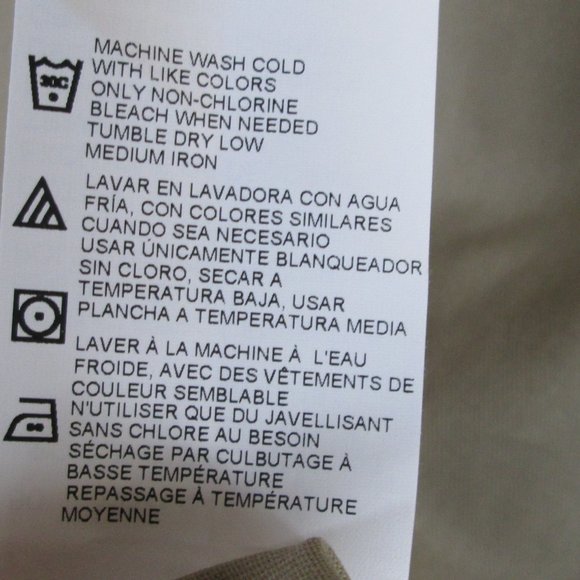 30C
MACHINE WASH COLD
WITH LIKE COLORS
ONLY NON-CHLORINE
BLEACH WHEN NEEDED
TUMBLE DRY LOW
MEDIUM IRON
LAVAR EN LAVADORA CON AGUA
FRÍA, CON COLORES SIMILARES
CUANDO SEA NECESARIO
USAR ÚNICAMENTE BLANQUEADOR
SIN CLORO, SECAR A
TEMPERATURA BAJA, USAR
PLANCHA A TEMPERATURA MEDIA
LAVER À LA MACHINE À L'EAU
FROIDE, AVEC DES VÊTEMENTS DE
COULEUR SEMBLABLE
N'UTILISER QUE DU JAVELLISANT
SANS CHLORE AU BESOIN
SÉCHAGE PAR CULBUTAGE À
BASSE TEMPÉRATURE
REPASSAGE À TEMPÉRATURE
MOYENNE